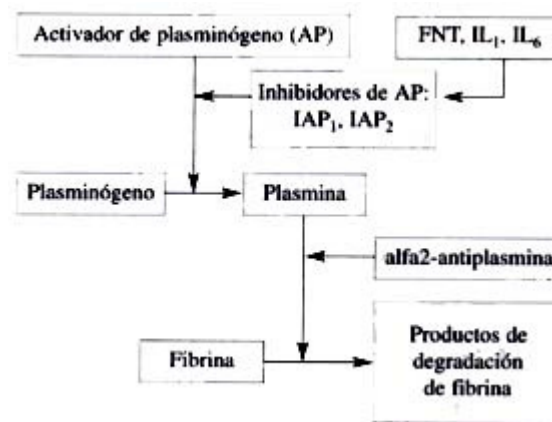 Activador de plasminógeno (AP)
FNT, IL1, IL6
Inhibidores de AP:
IAP1, IAP2
Plasminógeno
Plasmina
alfa2-antiplasmina
Fibrina
Productos de
degradación
de fibrina